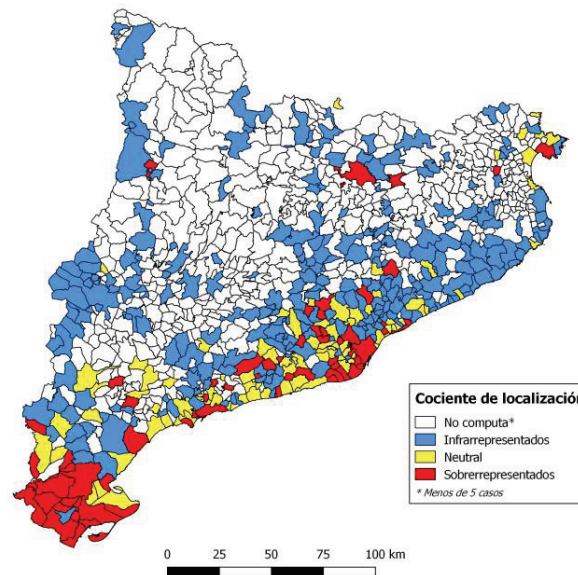 Cociente de localización
No computa*
Infrarrepresentados
Neutral
Sobrerrepresentados
* Menos de 5 casos
0 25 50 75 100 km